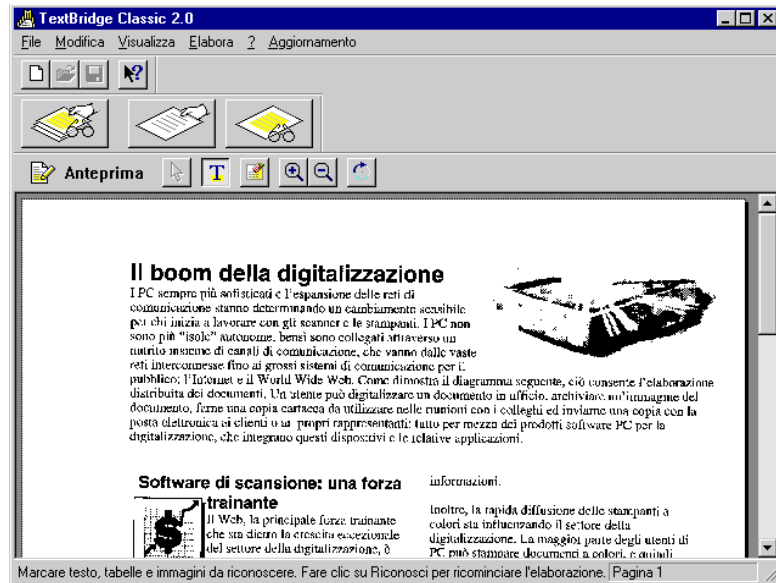 TextBridge Classic 2.0
File Modifica Visualizza Elabora ? Aggiornamento
Anteprima T
Il boom della digitalizzazione
I PC sempre più sofisticati e l'espansione delle reti di
comunicazione stanno determinando un cambiamento sensibile
per chi inizia a lavorare con gli scanner e le stampanti. I PC non
sono più "isole" autonome, bensì sono collegati attraverso un
nutrito insieme di canali di comunicazione, che vanno dalle vaste
reti interconnesse fino ai grossi sistemi di comunicazione per il
pubblico: l'Internet e il World Wide Web. Come dimostra il diagramma seguente, ciò consente l'elaborazione
distribuita dei documenti. Un utente può digitalizzare un documento in ufficio, archiviare un'immagine del
documento, farne una copia cartacea da utilizzare nelle riunioni con i colleghi ed inviarne una copia con la
posta elettronica ai clienti o ai propri rappresentanti: tutto per mezzo dei prodotti software PC per la
digitalizzazione, che integrano questi dispositivi e le relative applicazioni.
Software di scansione: una forza
trainante
Il Web, la principale forza trainante
che sta dietro la crescita eccezionale
del settore della digitalizzazione, è
informazioni.
Inoltre, la rapida diffusione delle stampanti a
colori sta influenzando il settore della
digitalizzazione. La maggior parte degli utenti di
PC può stampare documenti a colori, e quindi
Marcare testo, tabelle e immagini da riconoscere. Fare clic su Riconosci per ricominciare l'elaborazione. Pagina 1